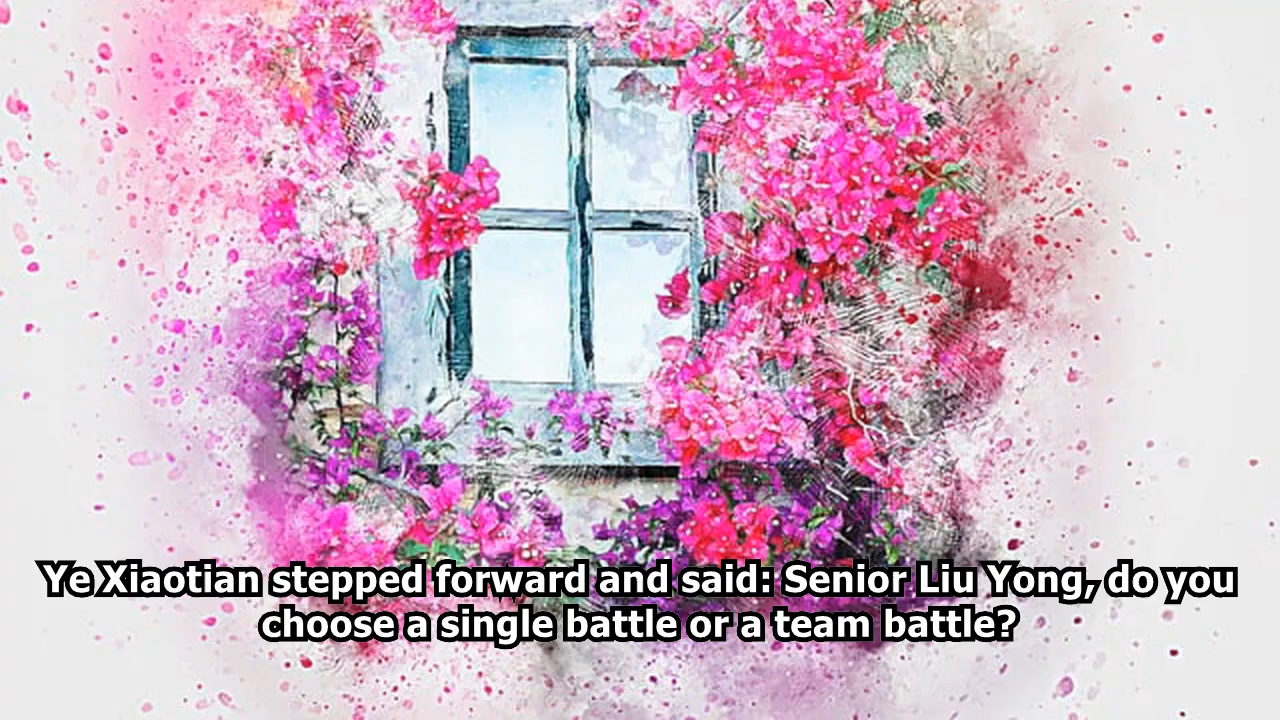 Ye Xiaotian stepped forward and said: Senior Liu Yong, do you
choose a single battle or a team battle?